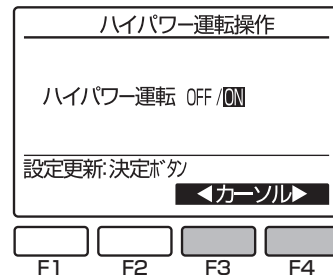 ハイパワー運転操作
ハイパワー運転 OFF/ON
設定更新:決定ボタン
◀カーソル▶
F1 F2 F3 F4